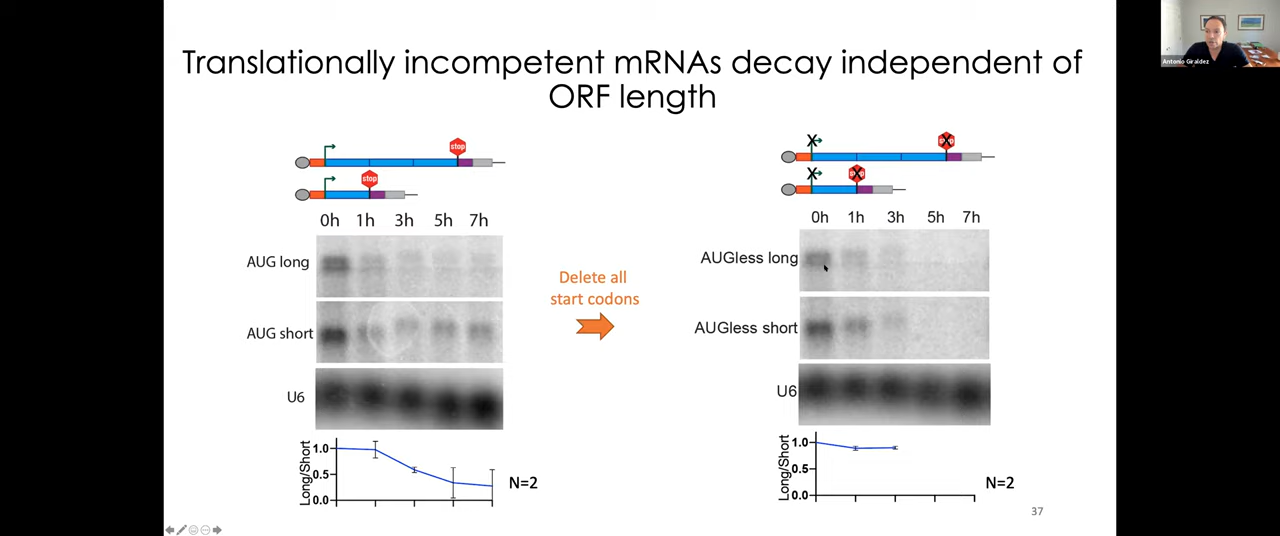 Translationally incompetent mRNAs decay independent of
ORF length
stop
stop
0h 1h 3h 5h 7h
AUG long
AUG short
U6
Long/Short
1.0
0.5
0.0
N=2
Delete all
start codons
0h 1h 3h 5h 7h
AUGless long
AUGless short
U6
Long/Short
1.0
0.5
0.0
N=2
37
Antonio Giraldez